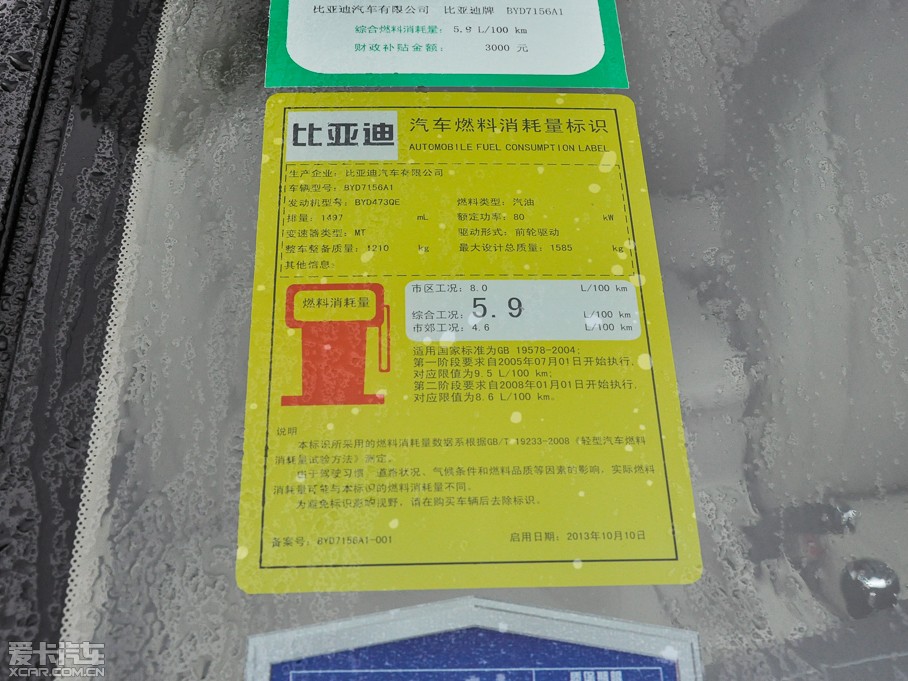 比亚迪汽车有限公司 比亚迪牌 BYD7156A1
综合燃料消耗量： 5.9 L/100 km
财政补贴金额： 3000 元
比亚迪 汽车燃料消耗量标识
AUTOMOBILE FUEL CONSUMPTION LABEL
生产企业：比亚迪汽车有限公司
车辆型号：BYD7156A1
发动机型号：BYD473QE 燃料类型：汽油
排量：1497 mL 额定功率：80 kW
变速器类型：MT 驱动形式：前轮驱动
整车整备质量：1210 kg 最大设计总质量：1585 kg
其他信息：
燃料消耗量
市区工况：8.0 L/100 km
综合工况：5.9 L/100 km
市郊工况：4.6 L/100 km
适用国家标准为GB 19578-2004;
第一阶段要求自2005年07月01日开始执行,
对应限值为9.5 L/100 km;
第二阶段要求自2008年01月01日开始执行,
对应限值为8.6 L/100 km.
说明
本标识所采用的燃料消耗量数据系根据GB/T 19233-2008《轻型汽车燃料
消耗量试验方法》测定。
由于驾驶习惯、道路状况、气候条件和燃料品质等因素的影响，实际燃料
消耗量可能与本标识的燃料消耗量不同。
为避免标识影响视野，请在购买车辆后去除标识。
备案号：BYD7156A1-001 启用日期：2013年10月10日
爱卡汽车
XCAR.COM.CN